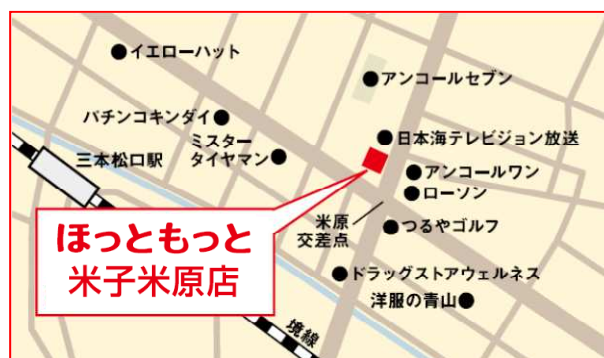 イエローハット
アンコールセブン
パチンコキンダイ
日本海テレビジョン放送
ミスター
タイヤマン
三本松口駅
アンコールワン
ローソン
ほっともっと
米子米原店
米原
交差点
つるやゴルフ
ドラッグストアウェルネス
洋服の青山
境線